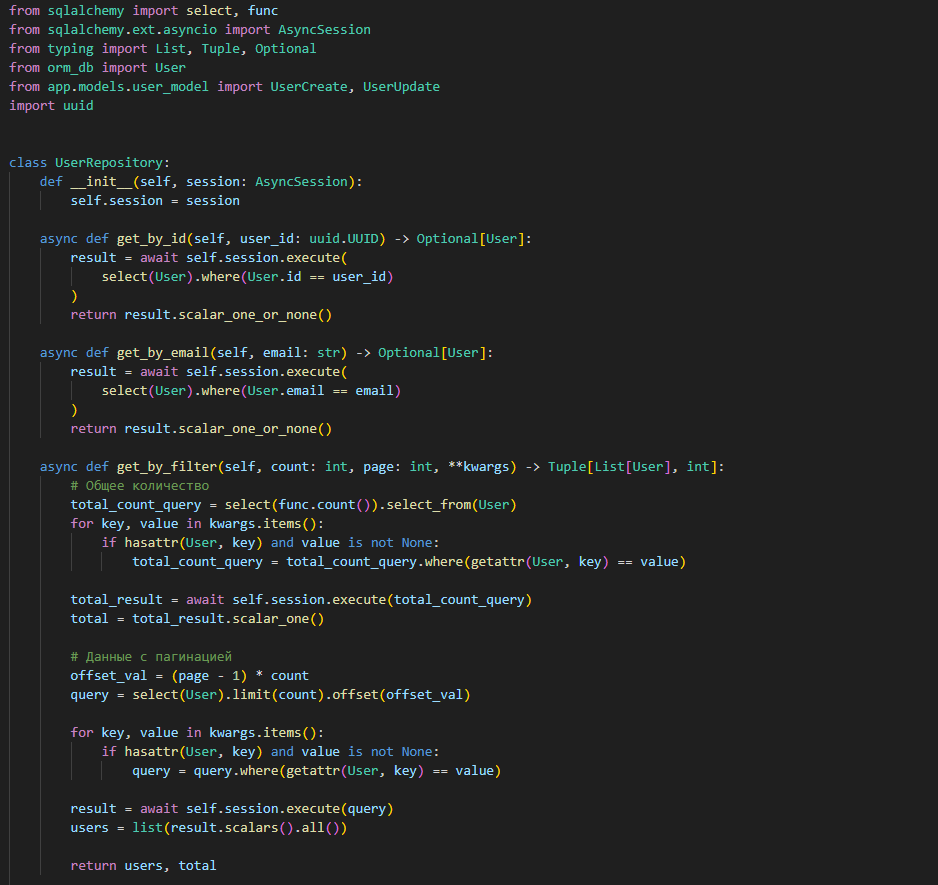 from sqlalchemy import select, func
from sqlalchemy.ext.asyncio import AsyncSession
from typing import List, Tuple, Optional
from orm_db import User
from app.models.user_model import UserCreate, UserUpdate
import uuid
class UserRepository:
def __init__(self, session: AsyncSession):
self.session = session
async def get_by_id(self, user_id: uuid.UUID) -> Optional[User]:
result = await self.session.execute(
select(User).where(User.id == user_id)
)
return result.scalar_one_or_none()
async def get_by_email(self, email: str) -> Optional[User]:
result = await self.session.execute(
select(User).where(User.email == email)
)
return result.scalar_one_or_none()
async def get_by_filter(self, count: int, page: int, **kwargs) -> Tuple[List[User], int]:
# Общее количество
total_count_query = select(func.count()).select_from(User)
for key, value in kwargs.items():
if hasattr(User, key) and value is not None:
total_count_query = total_count_query.where(getattr(User, key) == value)
total_result = await self.session.execute(total_count_query)
total = total_result.scalar_one()
# Данные с пагинацией
offset_val = (page - 1) * count
query = select(User).limit(count).offset(offset_val)
for key, value in kwargs.items():
if hasattr(User, key) and value is not None:
query = query.where(getattr(User, key) == value)
result = await self.session.execute(query)
users = list(result.scalars().all())
return users, total